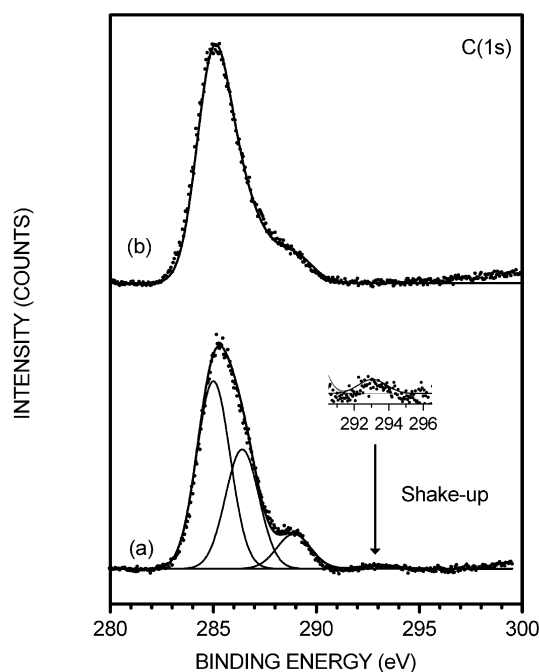 C(1s)
INTENSITY (COUNTS)
(b)
292 294 296
Shake-up
(a)
280 285 290 295 300
BINDING ENERGY (eV)